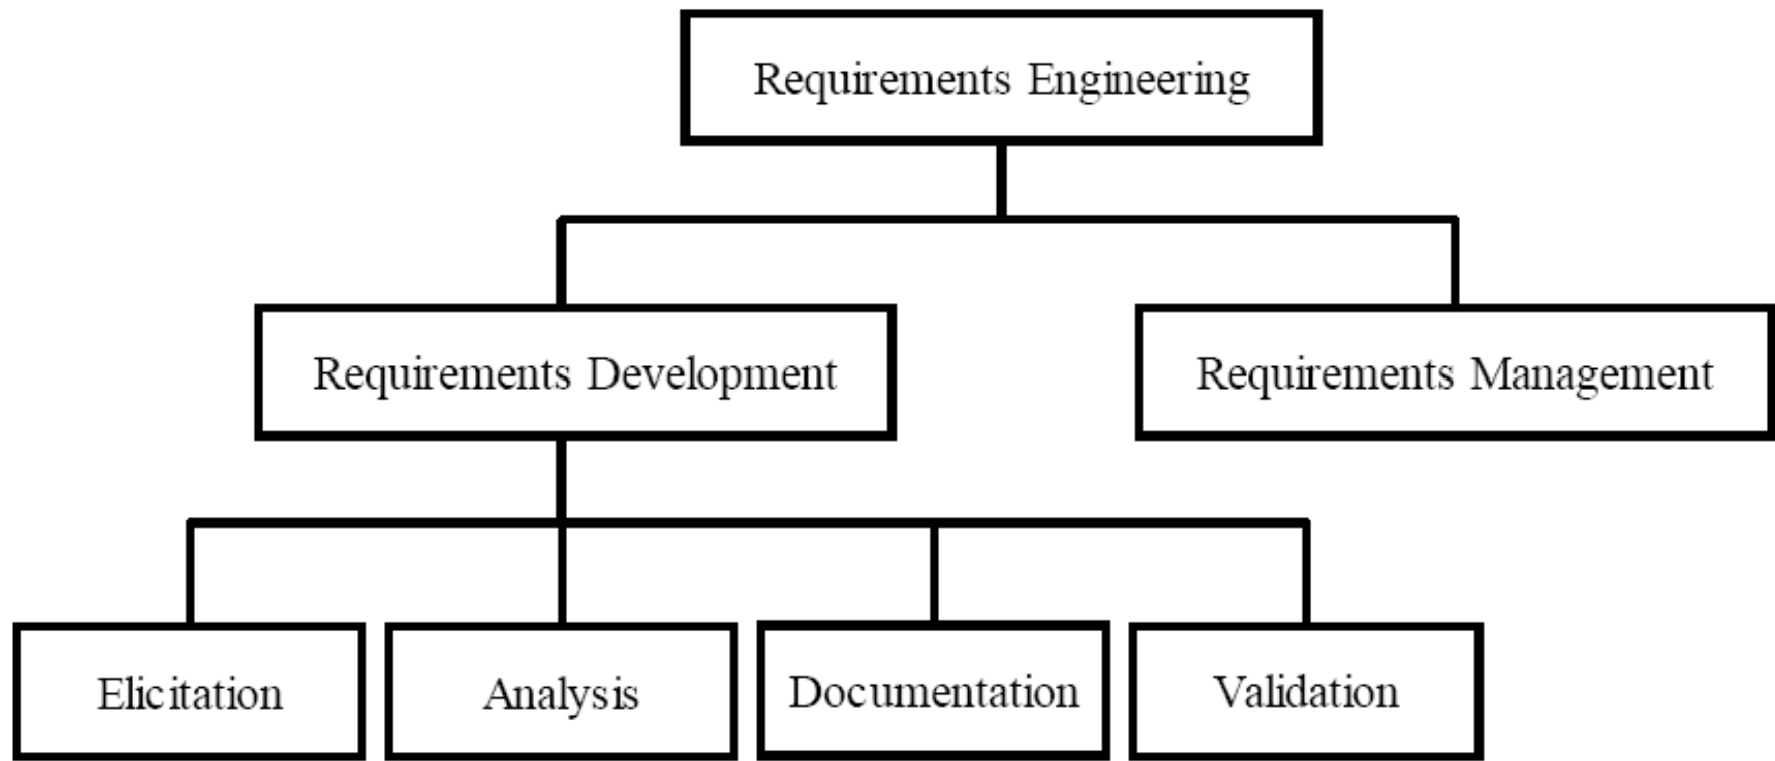 Requirements Engineering
Requirements Development
Requirements Management
Elicitation
Analysis
Documentation
Validation